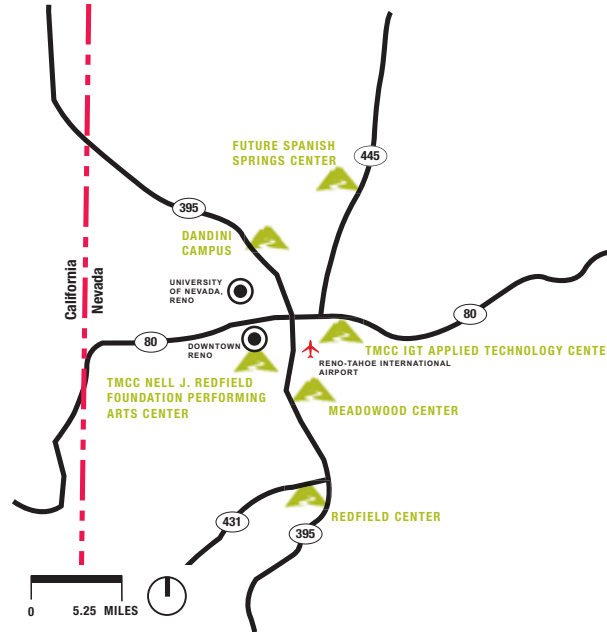 FUTURE SPANISH
SPRINGS CENTER
445
395
DANDINI
CAMPUS
UNIVERSITY
OF NEVADA,
RENO
California
Nevada
80
80
DOWNTOWN
RENO
TMCC IGT APPLIED TECHNOLOGY CENTE
RENO-TAHOE INTERNATIONAL
AIRPORT
TMCC NELL J. REDFIELD
FOUNDATION PERFORMING
ARTS CENTER
MEADOWOOD CENTER
REDFIELD CENTER
431
395
0 5.25 MILES